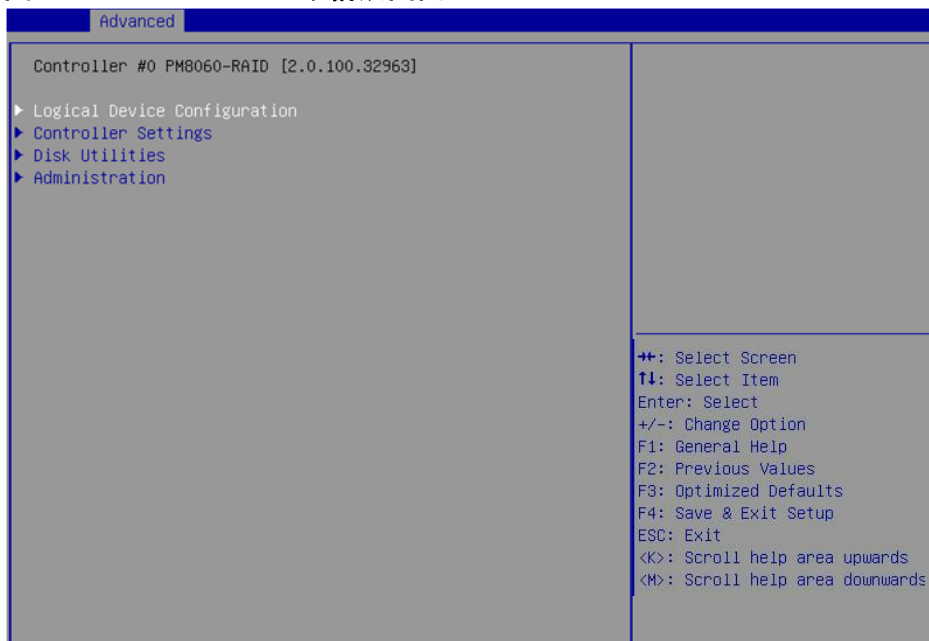 Advanced
Controller #0 PM8060-RAID [2.0.100.32963]
Logical Device Configuration
Controller Settings
Disk Utilities
Administration
→←: Select Screen
↑↓: Select Item
Enter: Select
+/-: Change Option
F1: General Help
F2: Previous Values
F3: Optimized Defaults
F4: Save & Exit Setup
ESC: Exit
<K>: Scroll help area upwards
<M>: Scroll help area downwards